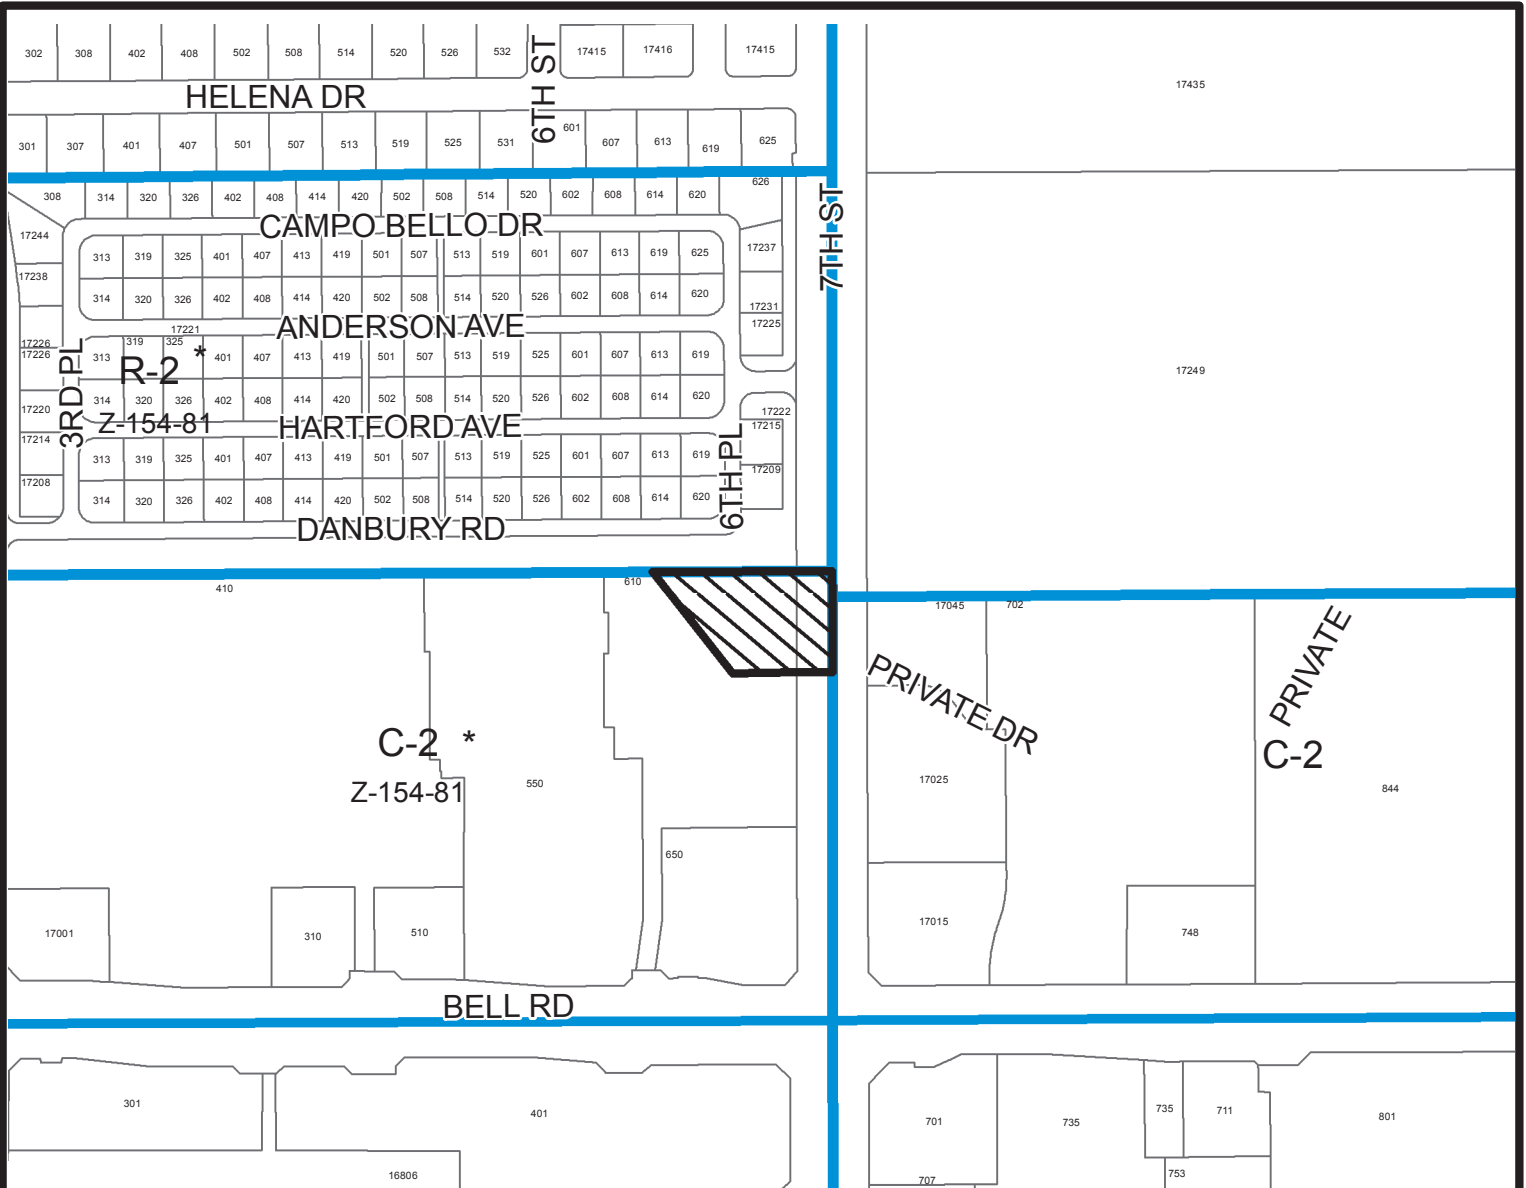 302 308 402 408 502 508 514 520 526 532 17415 17416 17415
17435
6TH ST
HELENA DR
301 307 401 407 501 507 513 519 525 531 601 607 613 619 625
308 314 320 326 402 408 414 420 502 508 514 520 602 608 614 620 626
7TH ST
CAMPO BELLO DR
17244
17238
313 319 325 401 407 413 419 501 507 513 519 601 607 613 619 625
17237
314 320 326 402 408 414 420 502 508 514 520 526 602 608 614 620
17231
17225
17221
ANDERSON AVE
17226
17226
313 319 325 401 407 413 419 501 507 513 519 525 601 607 613 619
R-2 *
17249
3RD PL
314 320 326 402 408 414 420 502 508 514 520 526 602 608 614 620
17220
Z-154-81
17222
17215
HARTFORD AVE
17214
6TH PL
313 319 325 401 407 413 419 501 507 513 519 525 601 607 613 619
17209
17208
314 320 326 402 408 414 420 502 508 514 520 526 602 608 614 620
DANBURY RD
410
610
17045
702
PRIVATE DR
PRIVATE
C-2 *
Z-154-81
C-2
550
17025
844
650
17001
310
510
17015
748
BELL RD
301
401
16806
701
707
735
735
711
753
801